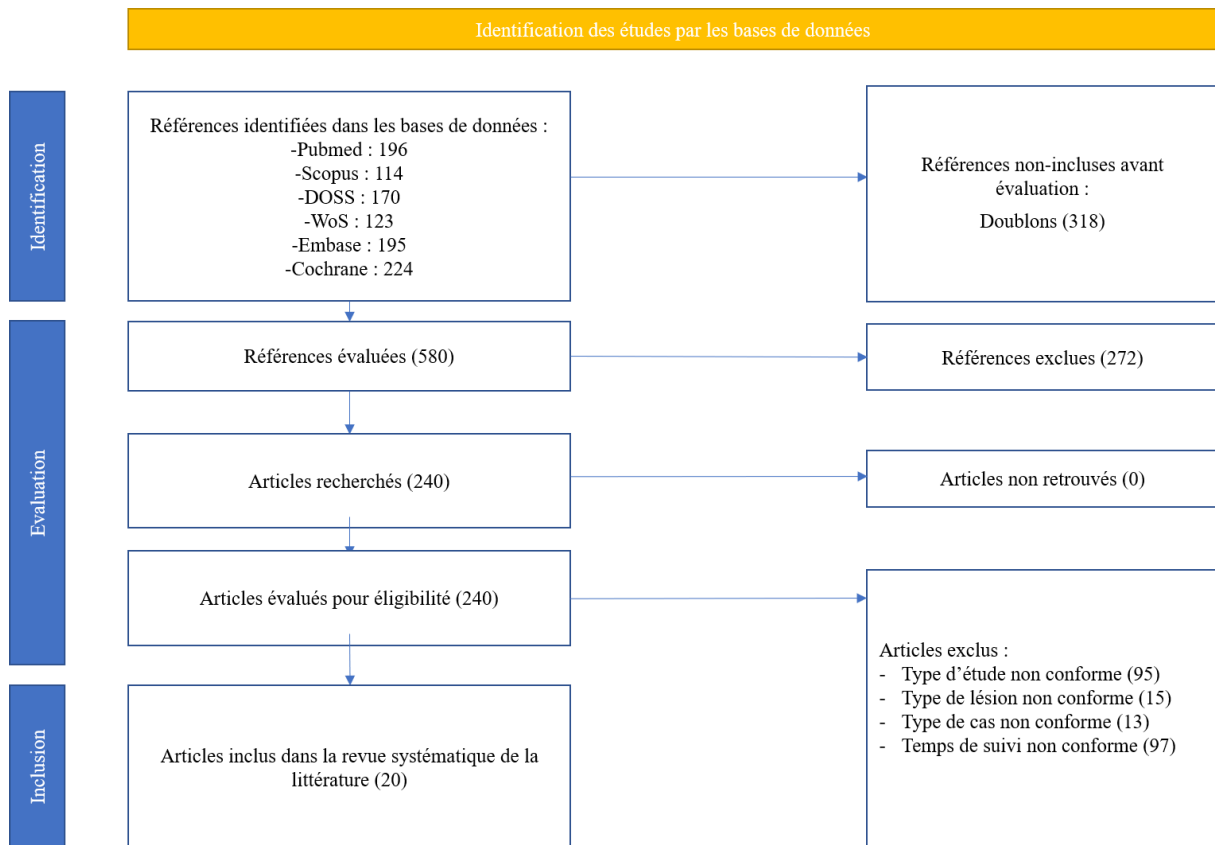 Identification des études par les bases de données
Identification
Références identifiées dans les bases de données :
-Pubmed : 196
-Scopus : 114
-DOSS : 170
-WoS : 123
-Embase : 195
-Cochrane : 224
Références non-incluses avant
évaluation :
Doublons (318)
Evaluation
Références évaluées (580)
Références exclues (272)
Articles recherchés (240)
Articles non retrouvés (0)
Articles évalués pour éligibilité (240)
Articles exclus :
- Type d’étude non conforme (95)
- Type de lésion non conforme (15)
- Type de cas non conforme (13)
- Temps de suivi non conforme (97)
Inclusion
Articles inclus dans la revue systématique de la
littérature (20)